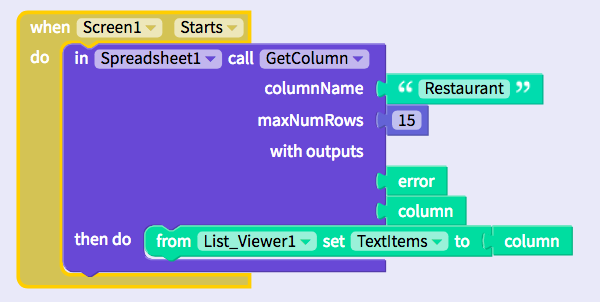 when Screen1 Starts
do in Spreadsheet1 call GetColumn
columnName “ Restaurant ”
maxNumRows 15
with outputs
error
column
then do from List_Viewer1 set TextItems to column